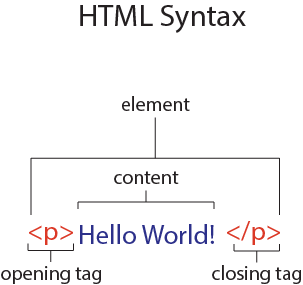 HTML Syntax
element
content
<p> Hello World! </p>
opening tag closing tag